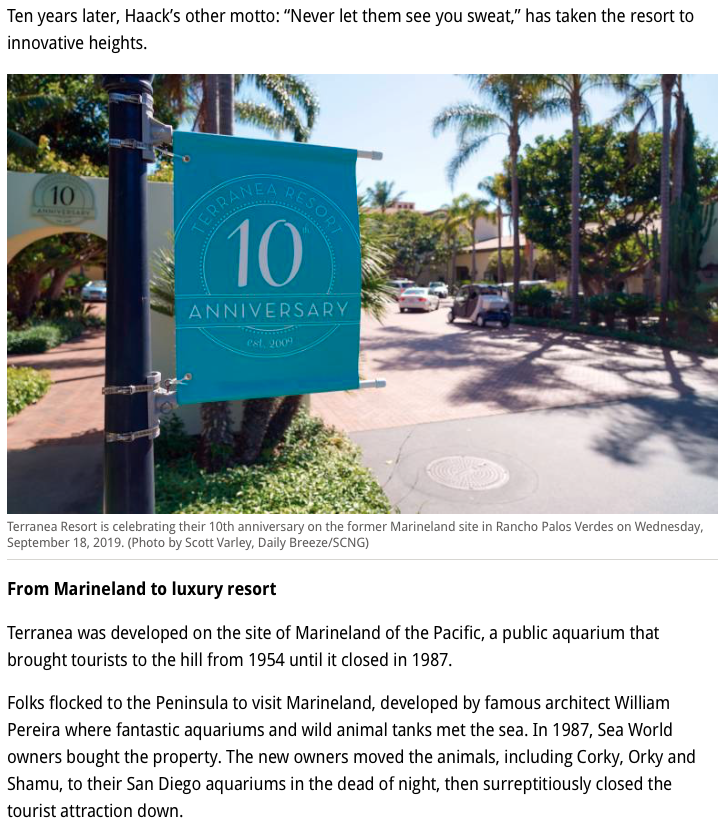 Ten years later, Haack’s other motto: “Never let them see you sweat,” has taken the resort to
innovative heights.
10
ANNIVERSARY
TERRANEA RESORT
10
ANNIVERSARY
est. 2009
Terranea Resort is celebrating their 10th anniversary on the former Marineland site in Rancho Palos Verdes on Wednesday,
September 18, 2019. (Photo by Scott Varley, Daily Breeze/SCNG)
From Marineland to luxury resort
Terranea was developed on the site of Marineland of the Pacific, a public aquarium that
brought tourists to the hill from 1954 until it closed in 1987.
Folks flocked to the Peninsula to visit Marineland, developed by famous architect William
Pereira where fantastic aquariums and wild animal tanks met the sea. In 1987, Sea World
owners bought the property. The new owners moved the animals, including Corky, Orky and
Shamu, to their San Diego aquariums in the dead of night, then surreptitiously closed the
tourist attraction down.